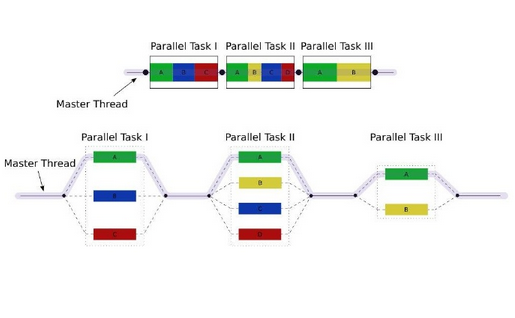 Parallel Task I Parallel Task II Parallel Task III
A B C A B C D A B
Master Thread
Parallel Task I Parallel Task II Parallel Task III
Master Thread
A A A
B B
C B
C D